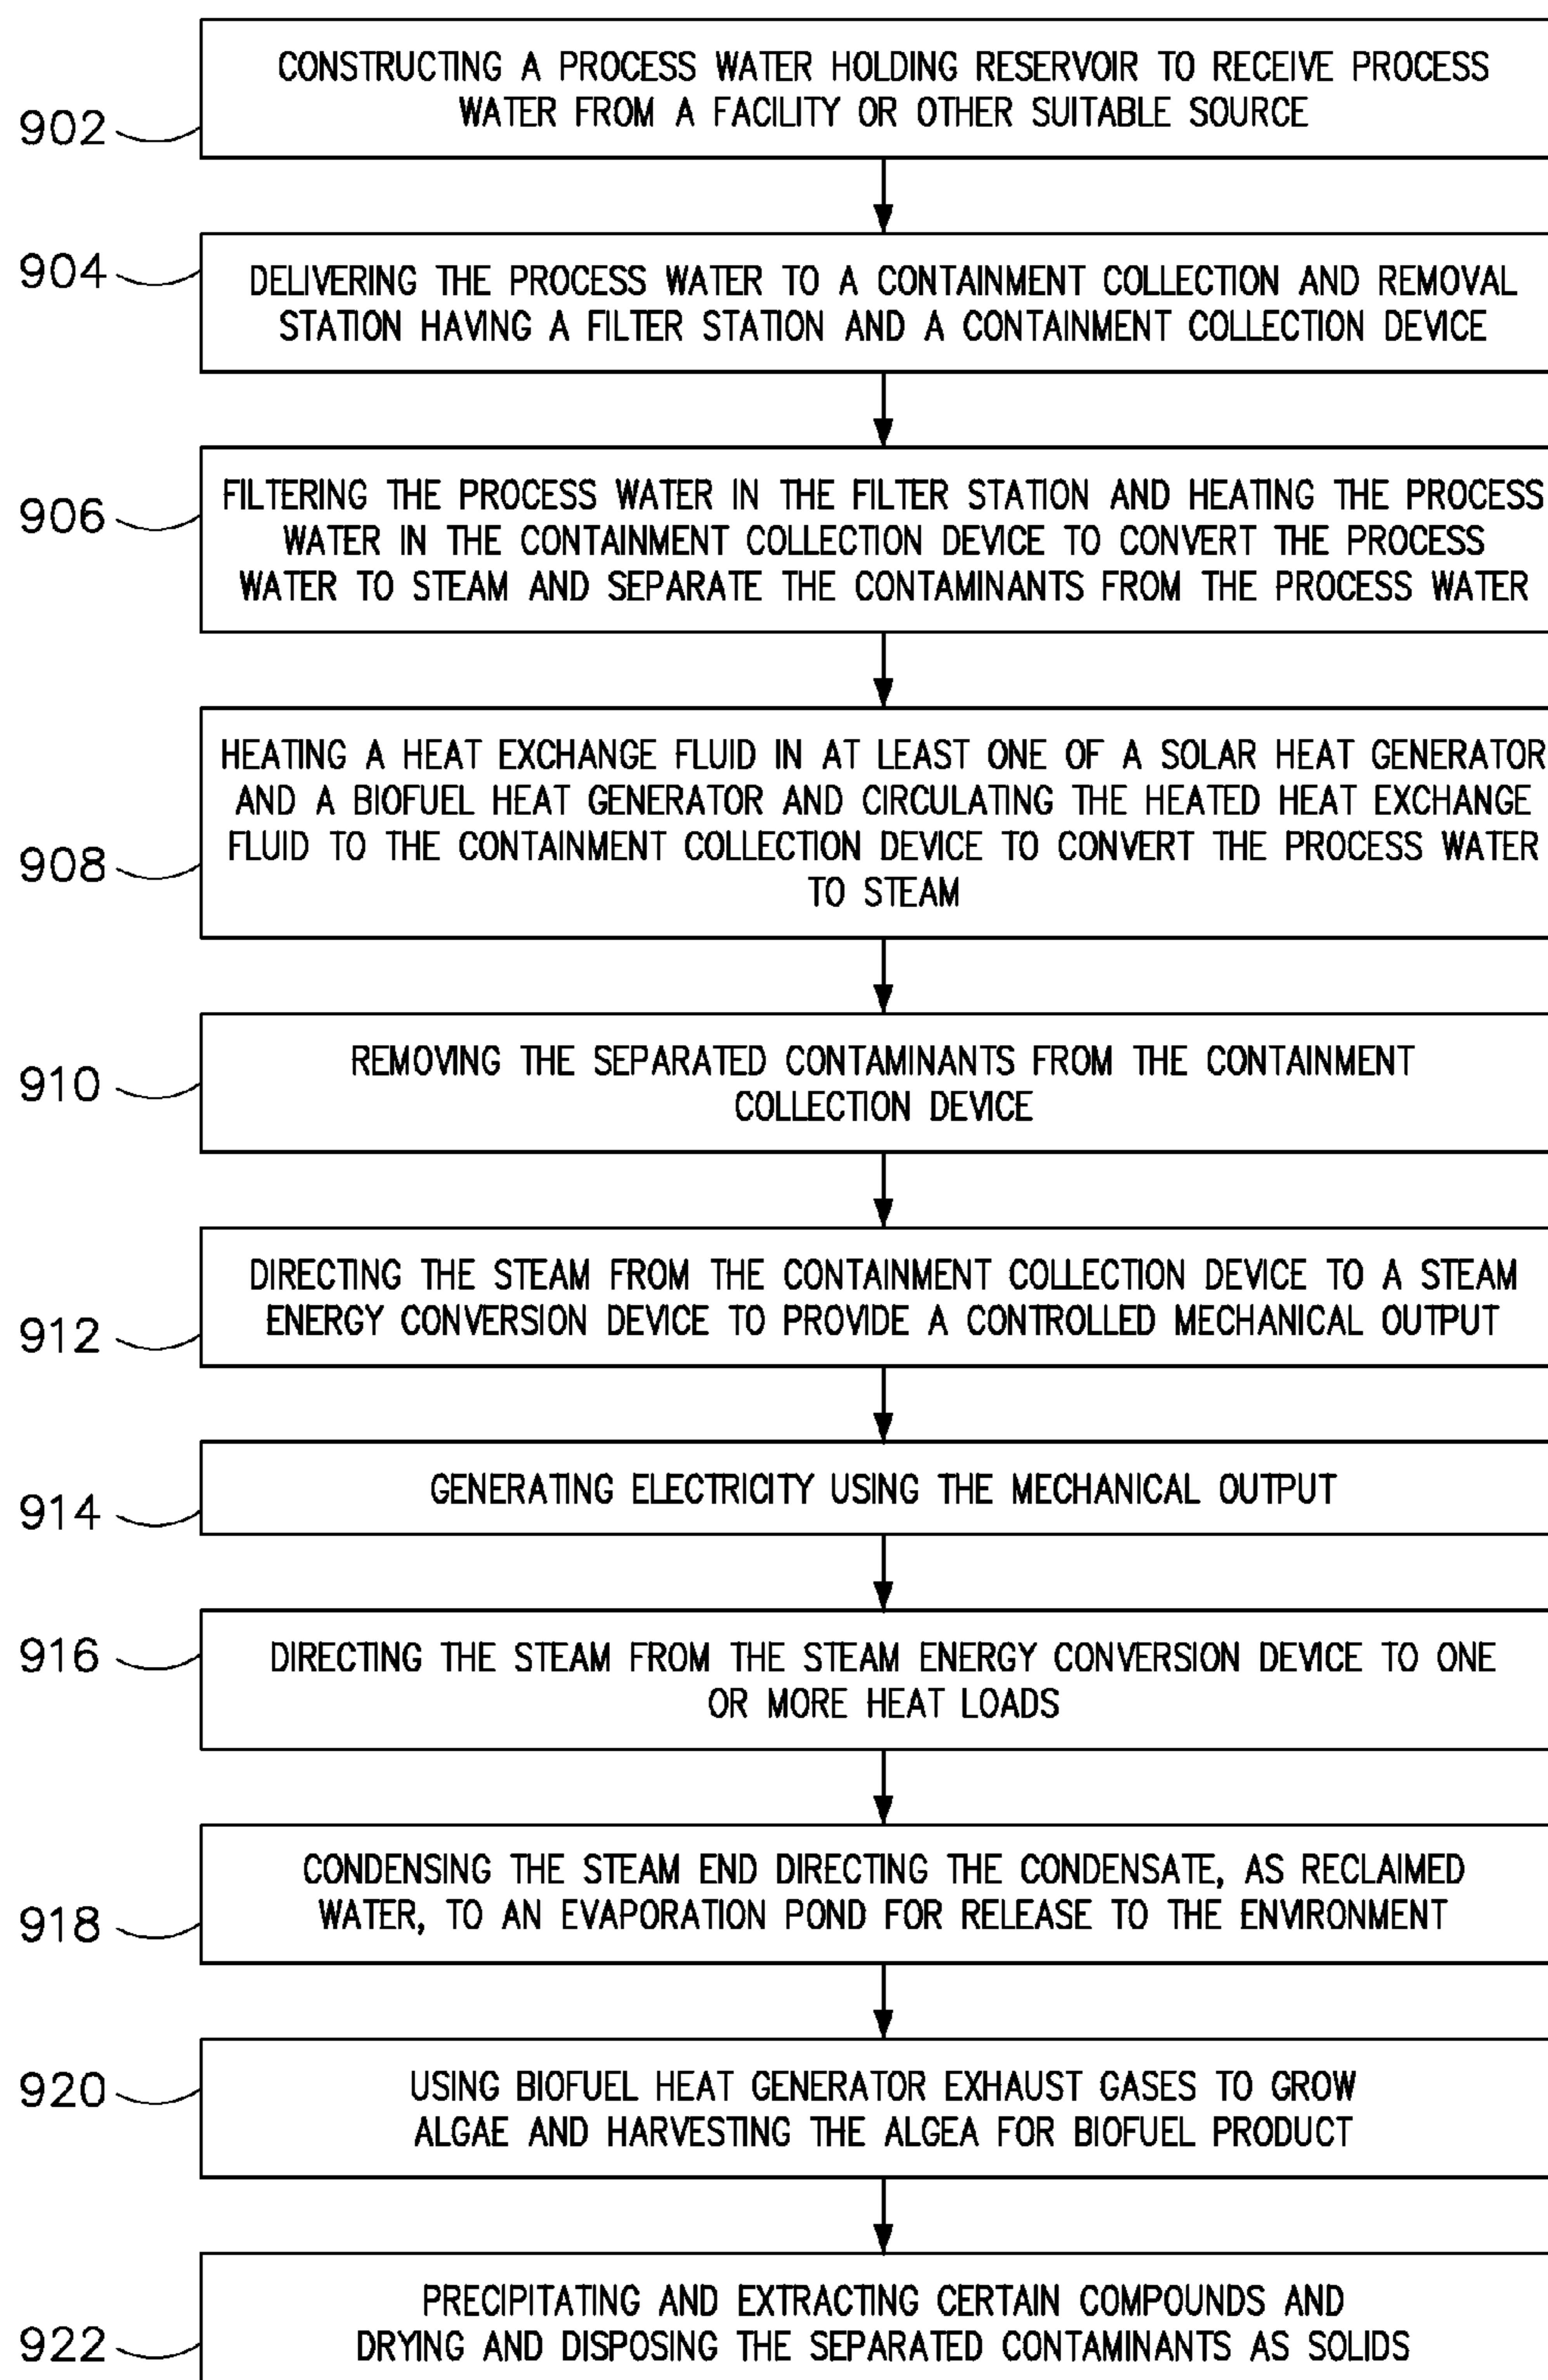 CONSTRUCTING A PROCESS WATER HOLDING RESERVOIR TO RECEIVE PROCESS
WATER FROM A FACILITY OR OTHER SUITABLE SOURCE
902
904
DELIVERING THE PROCESS WATER TO A CONTAINMENT COLLECTION AND REMOVAL
STATION HAVING A FILTER STATION AND A CONTAINMENT COLLECTION DEVICE
906
FILTERING THE PROCESS WATER IN THE FILTER STATION AND HEATING THE PROCESS
WATER IN THE CONTAINMENT COLLECTION DEVICE TO CONVERT THE PROCESS
WATER TO STEAM AND SEPARATE THE CONTAMINANTS FROM THE PROCESS WATER
HEATING A HEAT EXCHANGE FLUID IN AT LEAST ONE OF A SOLAR HEAT GENERATOR
AND A BIOFUEL HEAT GENERATOR AND CIRCULATING THE HEATED HEAT EXCHANGE
FLUID TO THE CONTAINMENT COLLECTION DEVICE TO CONVERT THE PROCESS WATER
TO STEAM
908
REMOVING THE SEPARATED CONTAMINANTS FROM THE CONTAINMENT
COLLECTION DEVICE
910
DIRECTING THE STEAM FROM THE CONTAINMENT COLLECTION DEVICE TO A STEAM
ENERGY CONVERSION DEVICE TO PROVIDE A CONTROLLED MECHANICAL OUTPUT
912
GENERATING ELECTRICITY USING THE MECHANICAL OUTPUT
914
916
DIRECTING THE STEAM FROM THE STEAM ENERGY CONVERSION DEVICE TO ONE
OR MORE HEAT LOADS
CONDENSING THE STEAM END DIRECTING THE CONDENSATE, AS RECLAIMED
WATER, TO AN EVAPORATION POND FOR RELEASE TO THE ENVIRONMENT
918
920
USING BIOFUEL HEAT GENERATOR EXHAUST GASES TO GROW
ALGAE AND HARVESTING THE ALGEA FOR BIOFUEL PRODUCT
PRECIPITATING AND EXTRACTING CERTAIN COMPOUNDS AND
DRYING AND DISPOSING THE SEPARATED CONTAMINANTS AS SOLIDS
922